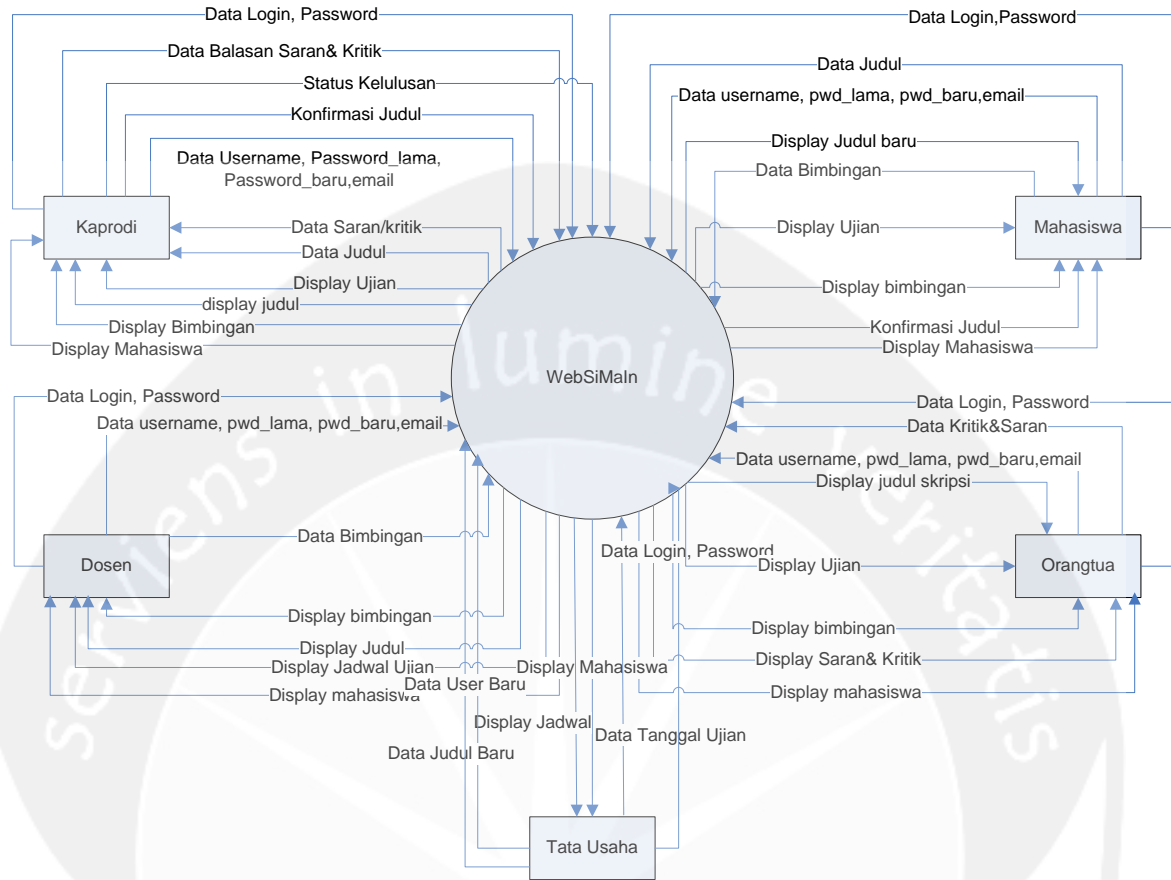 Data Login, Password
Data Login,Password
Data Balasan Saran& Kritik
Data Judul
Status Kelulusan
Data username, pwd_lama, pwd_baru,email
Konfirmasi Judul
Display Judul baru
Data Username, Password_lama,
Password_baru,email
Data Bimbingan
Kaprodi
Data Saran/kritik
Display Ujian
Mahasiswa
Data Judul
Display Ujian
Display bimbingan
display judul
Display Bimbingan
Konfirmasi Judul
Display Mahasiswa
Display Mahasiswa
WebSiMaIn
Data Login, Password
Data Login, Password
Data username, pwd_lama, pwd_baru,email
Data Kritik&Saran
Data username, pwd_lama, pwd_baru,email
Display judul skripsi
Data Bimbingan
Data Login, Password
Dosen
Display Ujian
Orangtua
Display bimbingan
Display bimbingan
Display Judul
Display Jadwal Ujian
Display Mahasiswa
Display Saran& Kritik
Display mahasiswa
Data User Baru
Display mahasiswa
Display Jadwal
Data Tanggal Ujian
Data Judul Baru
Tata Usaha
serviens in lumine veritatis